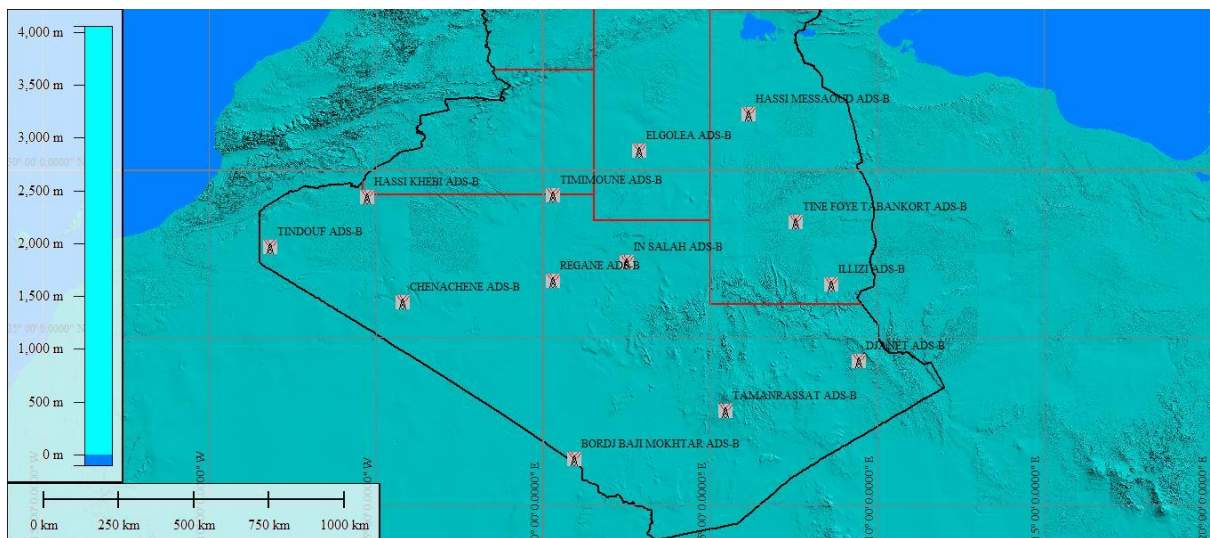 4,000 m
3,500 m
3,000 m
2,500 m
2,000 m
1,500 m
1,000 m
500 m
0 m
HASSI MESSAOUD ADS-B
ELGOLEA ADS-B
HASSI KHEBI ADS-B
TIMIMOUNE ADS-B
TINE FOYE TABANKORT ADS-B
TINDOUF ADS-B
IN SALAH ADS-B
REGANE ADS-B
ILLIZI ADS-B
CHENACHENE ADS-B
DJANET ADS-B
TAMANRASSAT ADS-B
BORDJ BAJI MOKHTAR ADS-B
0 km
250 km
500 km
750 km
1000 km